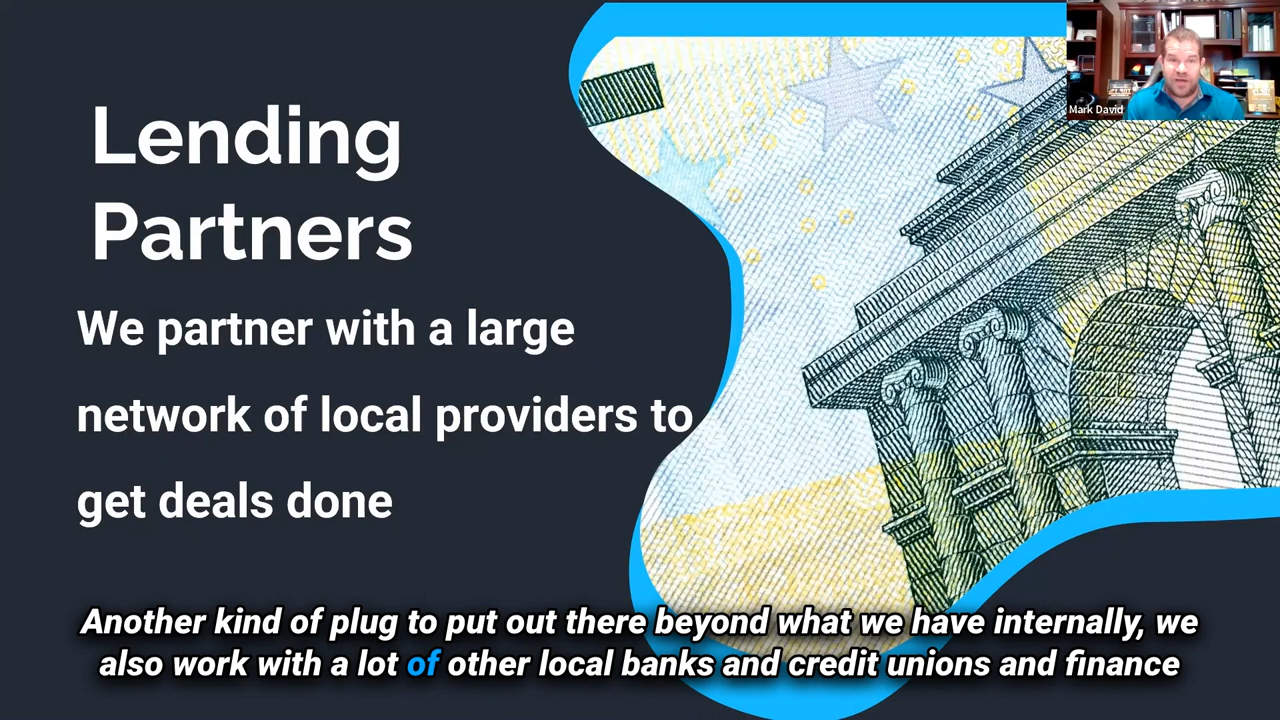 Mark David
Lending
Partners
We partner with a large
network of local providers to
get deals done
Another kind of plug to put out there beyond what we have internally, we
also work with a lot of other local banks and credit unions and finance